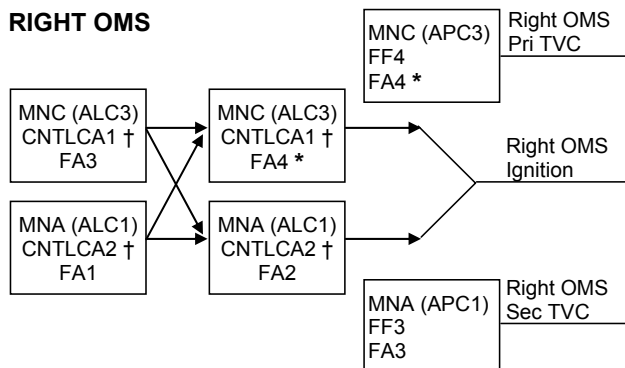 RIGHT OMS
MNC (APC3)
FF4
FA4 *
Right OMS
Pri TVC
MNC (ALC3)
CNTLCA1 †
FA3
MNC (ALC3)
CNTLCA1 †
FA4 *
Right OMS
Ignition
MNA (ALC1)
CNTLCA2 †
FA1
MNA (ALC1)
CNTLCA2 †
FA2
MNA (APC1)
FF3
FA3
Right OMS
Sec TVC